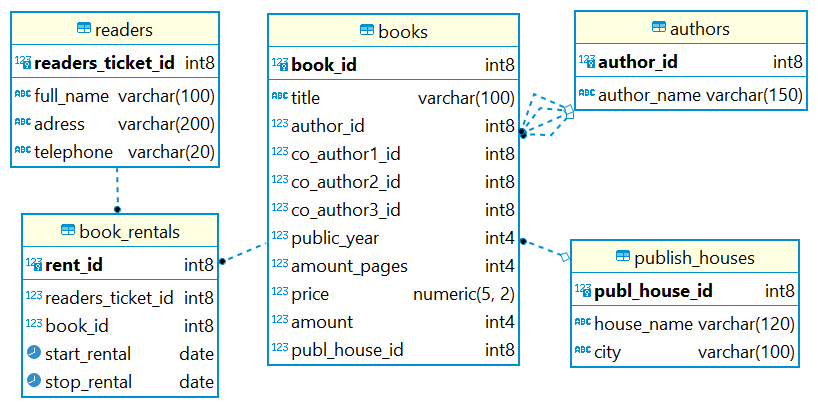 readers
readers_ticket_id int8
ABC full_name varchar(100)
ABC adress varchar(200)
ABC telephone varchar(20)
book_rentals
123 rent_id int8
123 readers_ticket_id int8
123 book_id int8
start_rental date
stop_rental date
books
123 book_id int8
ABC title varchar(100)
123 author_id int8
123 co_author1_id int8
123 co_author2_id int8
123 co_author3_id int8
123 public_year int4
123 amount_pages int4
123 price numeric(5, 2)
123 amount int4
123 publ_house_id int8
authors
123 author_id int8
ABC author_name varchar(150)
publish_houses
123 publ_house_id int8
ABC house_name varchar(120)
ABC city varchar(100)